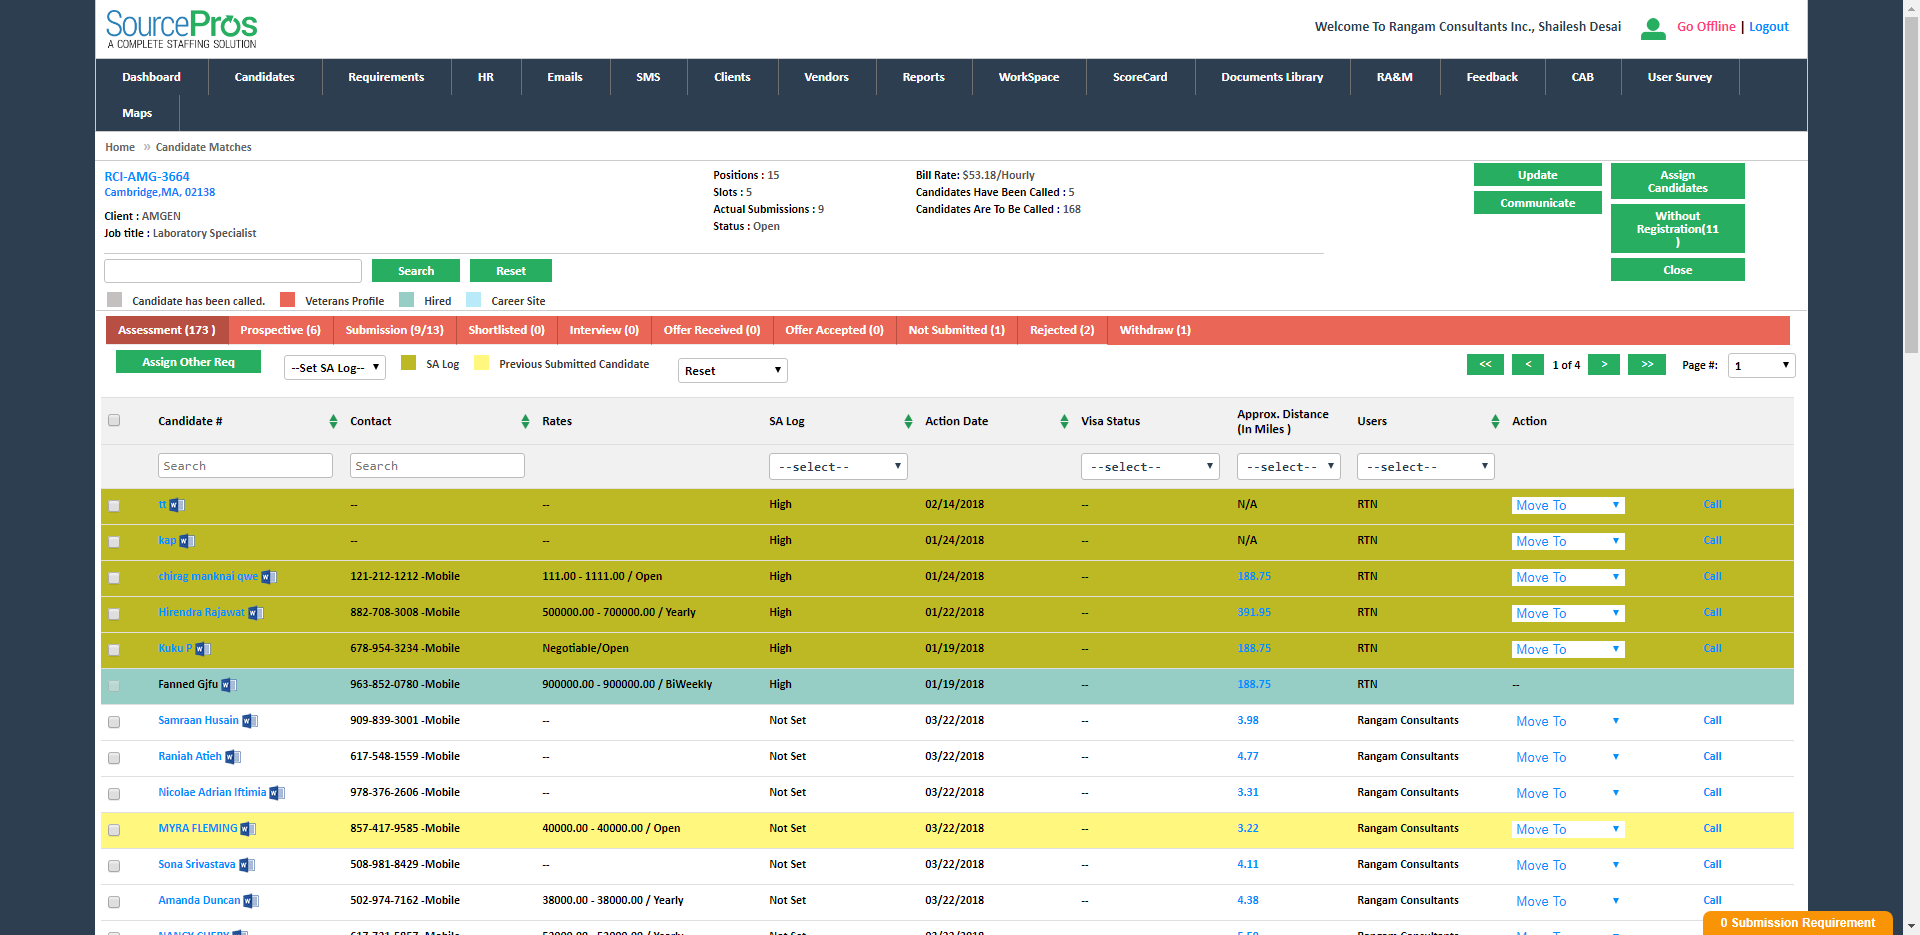 SourcePros
A COMPLETE STAFFING SOLUTION
Welcome To Rangam Consultants Inc., Shailesh Desai Go Offline | Logout
Dashboard Candidates Requirements HR Emails SMS Clients Vendors Reports WorkSpace ScoreCard Documents Library RA&M Feedback CAB User Survey
Maps
Home » Candidate Matches
RCI-AMG-3664
Cambridge,MA, 02138
Client : AMGEN
Job title : Laboratory Specialist
Positions : 15
Slots : 5
Actual Submissions : 9
Status : Open
Bill Rate: $53.18/Hourly
Candidates Have Been Called : 5
Candidates Are To Be Called : 168
Update
Communicate
Assign
Candidates
Without
Registration(11
)
Close
Search Reset
Candidate has been called. Veterans Profile Hired Career Site
Assessment (173 ) Prospective (6) Submission (9/13) Shortlisted (0) Interview (0) Offer Received (0) Offer Accepted (0) Not Submitted (1) Rejected (2) Withdraw (1)
Assign Other Req --Set SA Log-- SA Log Previous Submitted Candidate Reset << < 1 of 4 > >> Page #: 1
Candidate # Contact Rates SA Log Action Date Visa Status Approx. Distance (In Miles ) Users Action
Search Search --select-- --select-- --select-- --select--
tt -- -- High 02/14/2018 -- N/A RTN Move To Call
kap -- -- High 01/24/2018 -- N/A RTN Move To Call
chirag manknai qwe 121-212-1212 -Mobile 111.00 - 1111.00 / Open High 01/24/2018 -- 188.75 RTN Move To Call
Hirendra Rajawat 882-708-3008 -Mobile 500000.00 - 700000.00 / Yearly High 01/22/2018 -- 391.95 RTN Move To Call
Kuku P 678-954-3234 -Mobile Negotiable/Open High 01/19/2018 -- 188.75 RTN Move To Call
Fanned Gjfu 963-852-0780 -Mobile 900000.00 - 900000.00 / BiWeekly High 01/19/2018 -- 188.75 RTN --
Samraan Husain 909-839-3001 -Mobile -- Not Set 03/22/2018 -- 3.98 Rangam Consultants Move To Call
Raniah Atieh 617-548-1559 -Mobile -- Not Set 03/22/2018 -- 4.77 Rangam Consultants Move To Call
Nicolae Adrian Iftimia 978-376-2606 -Mobile -- Not Set 03/22/2018 -- 3.31 Rangam Consultants Move To Call
MYRA FLEMING 857-417-9585 -Mobile 40000.00 - 40000.00 / Open Not Set 03/22/2018 -- 3.22 Rangam Consultants Move To Call
Sona Srivastava 508-981-8429 -Mobile -- Not Set 03/22/2018 -- 4.11 Rangam Consultants Move To Call
Amanda Duncan 502-974-7162 -Mobile 38000.00 - 38000.00 / Yearly Not Set 03/22/2018 -- 4.38 Rangam Consultants Move To Call
0 Submission Requirement